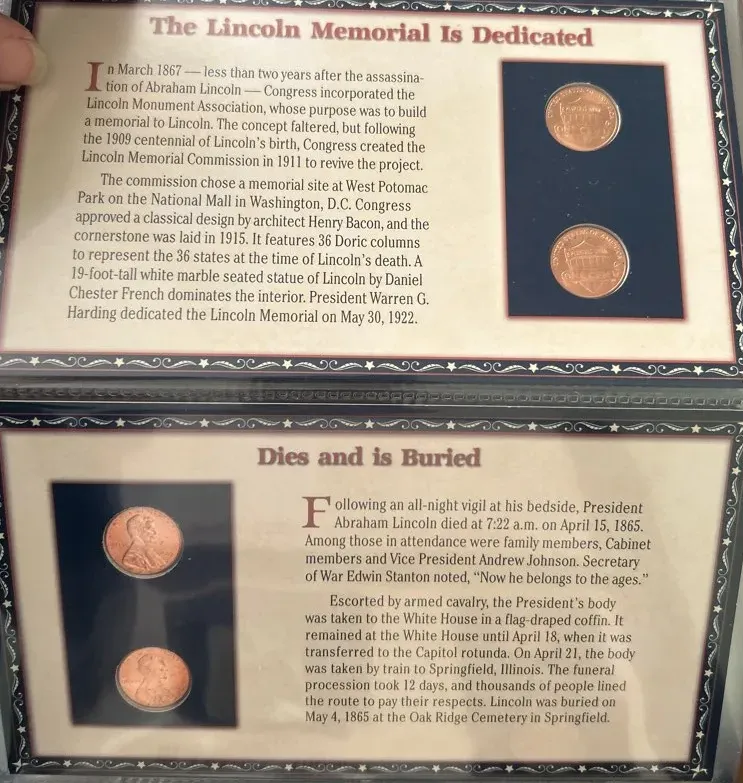 The Lincoln Memorial Is Dedicated
In March 1867 — less than two years after the assassina-
tion of Abraham Lincoln — Congress incorporated the
Lincoln Monument Association, whose purpose was to build
a memorial to Lincoln. The concept faltered, but following
the 1909 centennial of Lincoln's birth, Congress created the
Lincoln Memorial Commission in 1911 to revive the project.
The commission chose a memorial site at West Potomac
Park on the National Mall in Washington, D.C. Congress
approved a classical design by architect Henry Bacon, and the
cornerstone was laid in 1915. It features 36 Doric columns
to represent the 36 states at the time of Lincoln's death. A
19-foot-tall white marble seated statue of Lincoln by Daniel
Chester French dominates the interior. President Warren G.
Harding dedicated the Lincoln Memorial on May 30, 1922.
Dies and is Buried
Following an all-night vigil at his bedside, President
Abraham Lincoln died at 7:22 a.m. on April 15, 1865.
Among those in attendance were family members, Cabinet
members and Vice President Andrew Johnson. Secretary
of War Edwin Stanton noted, “Now he belongs to the ages.”
Escorted by armed cavalry, the President's body
was taken to the White House in a flag-draped coffin. It
remained at the White House until April 18, when it was
transferred to the Capitol rotunda. On April 21, the body
was taken by train to Springfield, Illinois. The funeral
procession took 12 days, and thousands of people lined
the route to pay their respects. Lincoln was buried on
May 4, 1865 at the Oak Ridge Cemetery in Springfield.